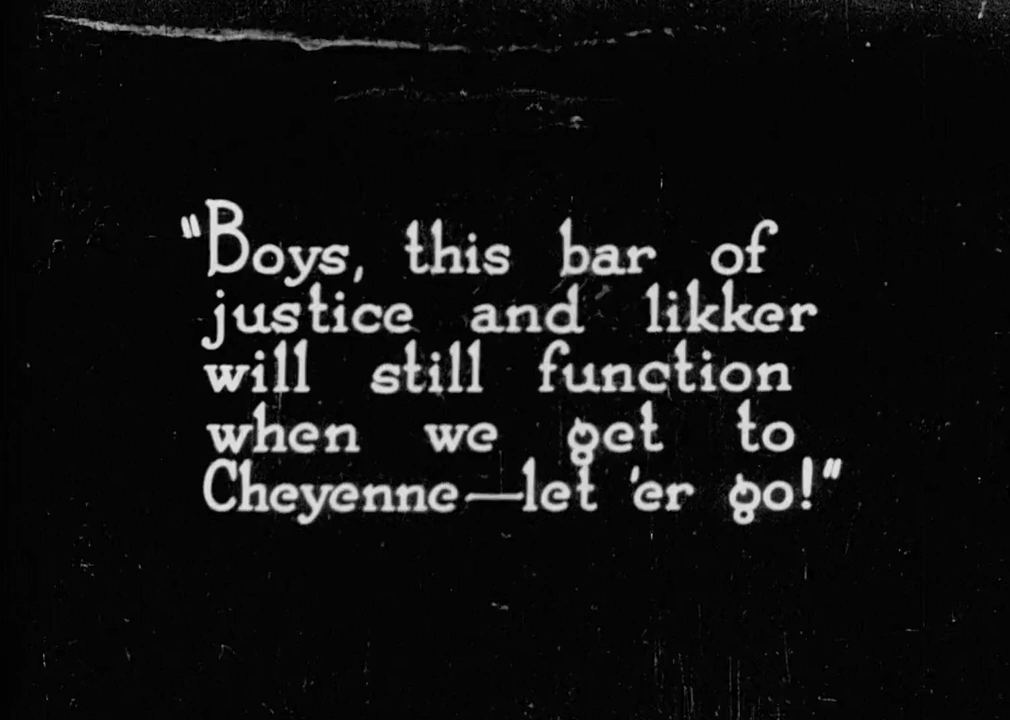 "Boys, this bar of
justice and likker
will still function
when we get to
Cheyenne—let 'er go!"